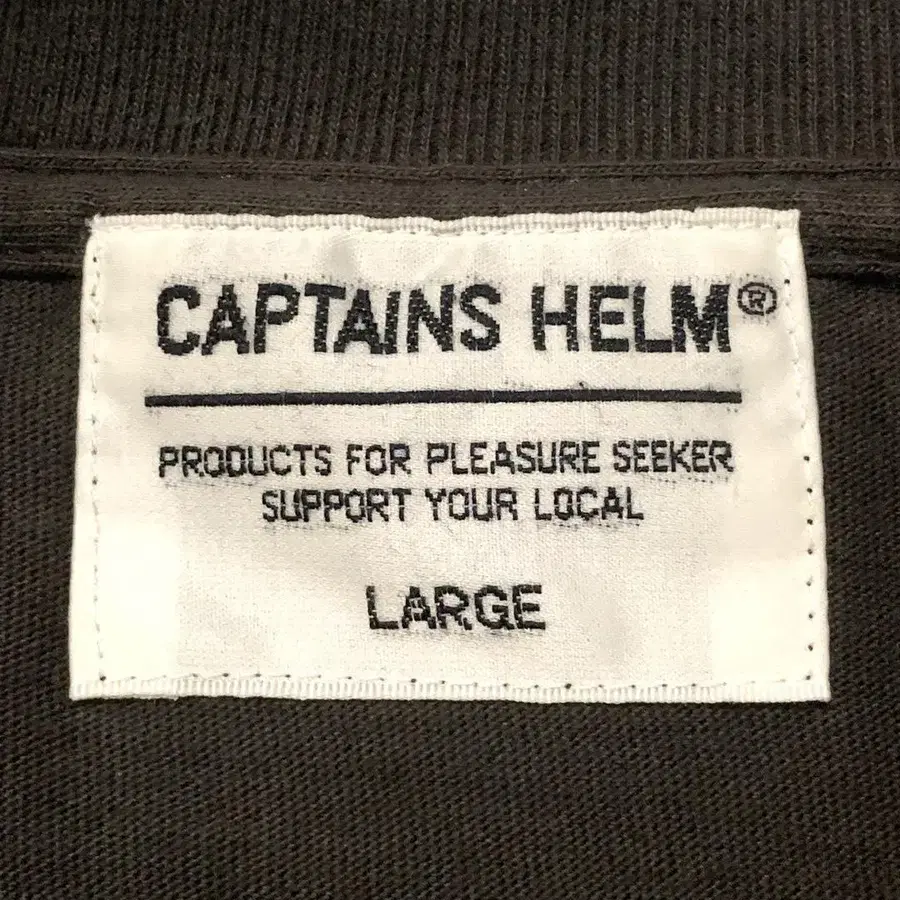 CAPTAINS HELM®
PRODUCTS FOR PLEASURE SEEKER
SUPPORT YOUR LOCAL
LARGE